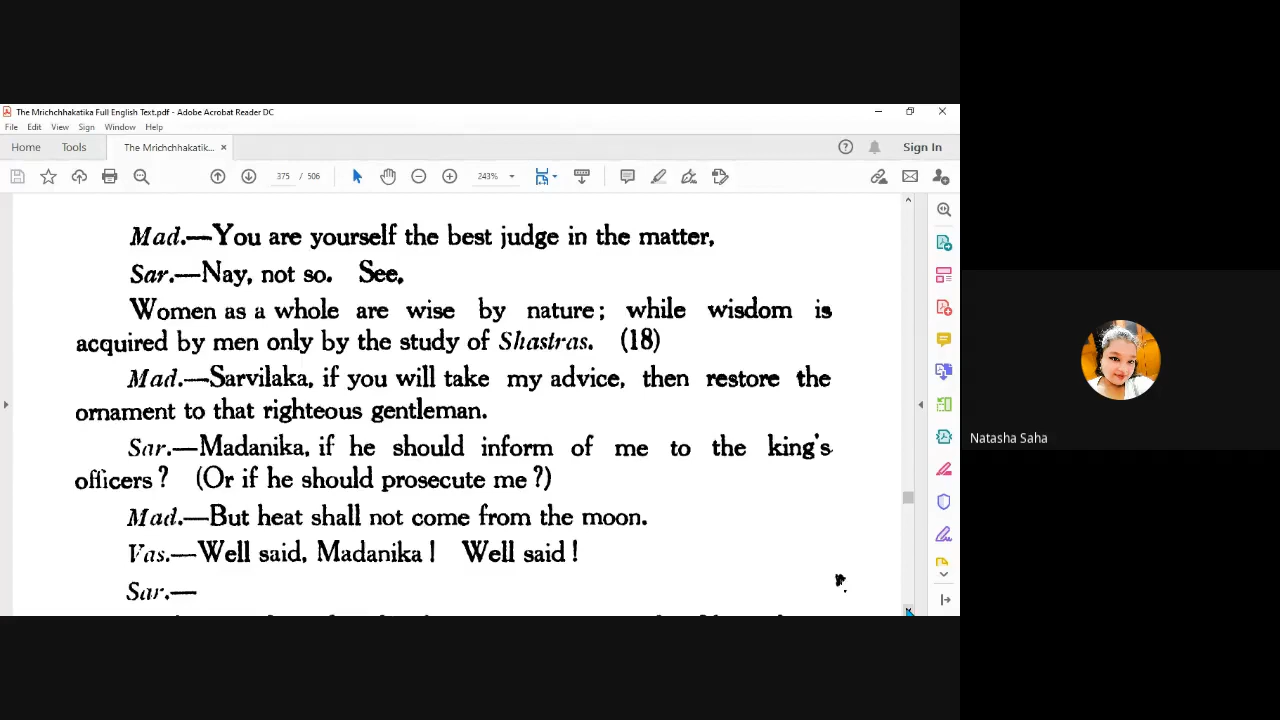 The Mrichchhakatika Full English Text.pdf - Adobe Acrobat Reader DC
File Edit View Sign Window Help
Home Tools The Mrichchhakatik... × Sign In
375 / 506 243%
Mad.—You are yourself the best judge in the matter,
Sar.—Nay, not so. See,
Women as a whole are wise by nature; while wisdom is
acquired by men only by the study of Shastras. (18)
Mad.—Sarvilaka, if you will take my advice, then restore the
ornament to that righteous gentleman.
Sar.—Madanika, if he should inform of me to the king's
officers? (Or if he should prosecute me?)
Mad.—But heat shall not come from the moon.
Vas.—Well said, Madanika! Well said!
Sar.—
Natasha Saha